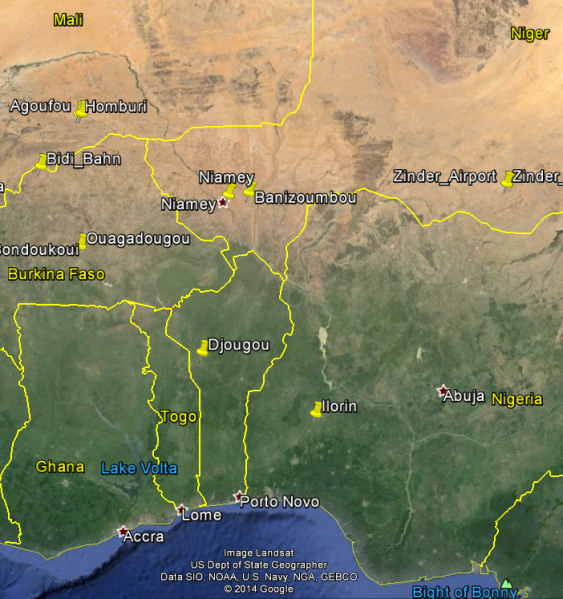 Mali
Niger
Agoufou Homburi
Bidi_Bahn
a
Niamey
Zinder_Airport Zinder_
Niamey
Banizoumbou
Ouagadougou
Bondoukoui
Burkina Faso
Djougou
Abuja Nigeria
Ilorin
Togo
Ghana
Lake Volta
Porto Novo
Lome
Accra
Image Landsat
US Dept of State Geographer
Data SIO, NOAA, U.S. Navy, NGA, GEBCO
© 2014 Google
Bight of Bonny